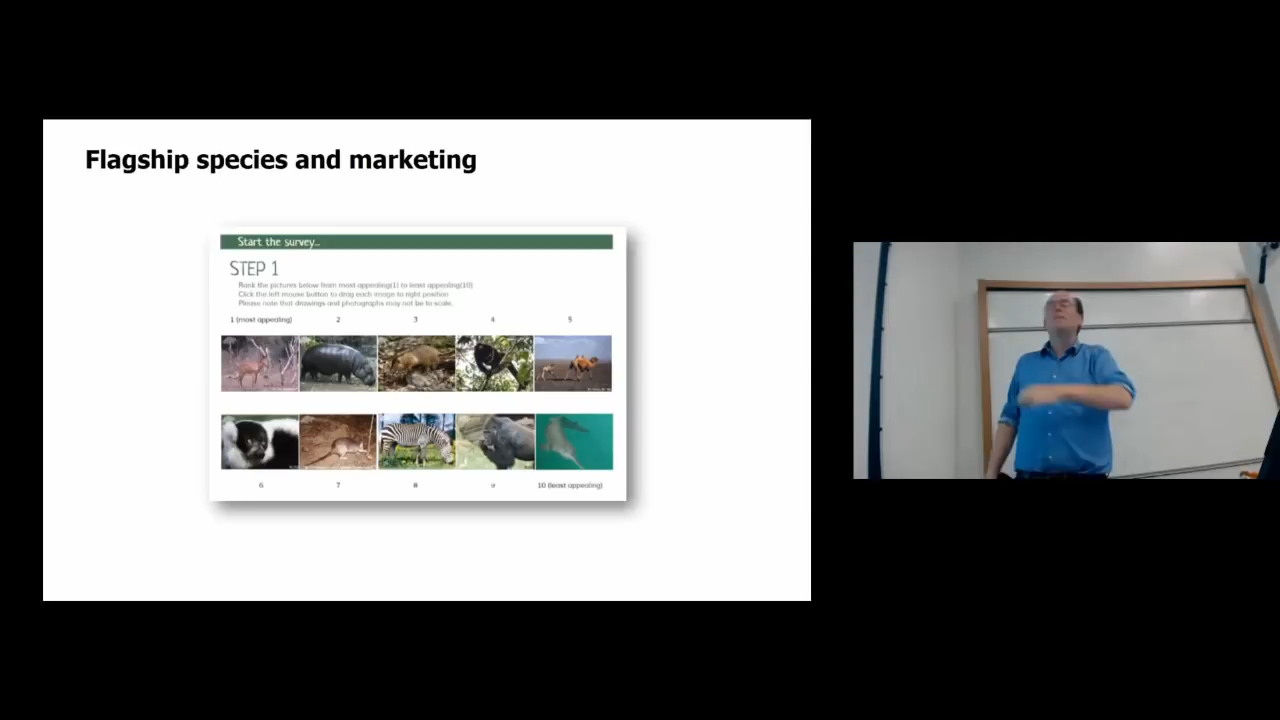 Flagship species and marketing
Start the survey..
STEP 1
Rank the pictures below from most appealing(1) to least appealing(10)
Click the left mouse button to drag each image to right position
Please note that drawings and photographs may not be to scale.
1 (most appealing) 2 3 4 5
6 7 8 9 10 (least appealing)